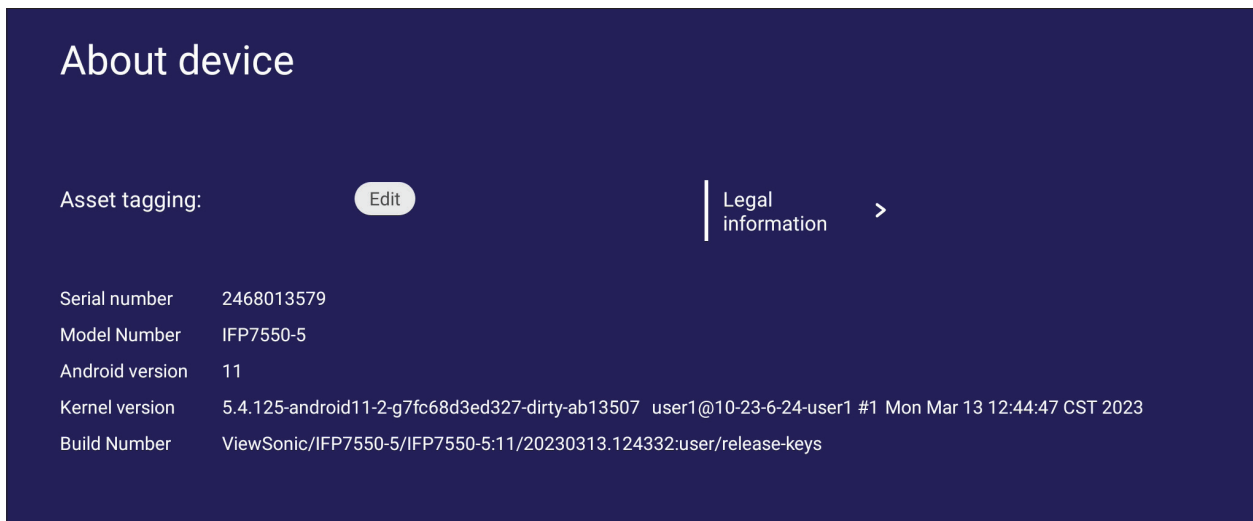 About device
Asset tagging: Edit
Legal
information
Serial number 2468013579
Model Number IFP7550-5
Android version 11
Kernel version 5.4.125-android11-2-g7fc68d3ed327-dirty-ab13507 user1@10-23-6-24-user1 #1 Mon Mar 13 12:44:47 CST 2023
Build Number ViewSonic/IFP7550-5/IFP7550-5:11/20230313.124332:user/release-keys